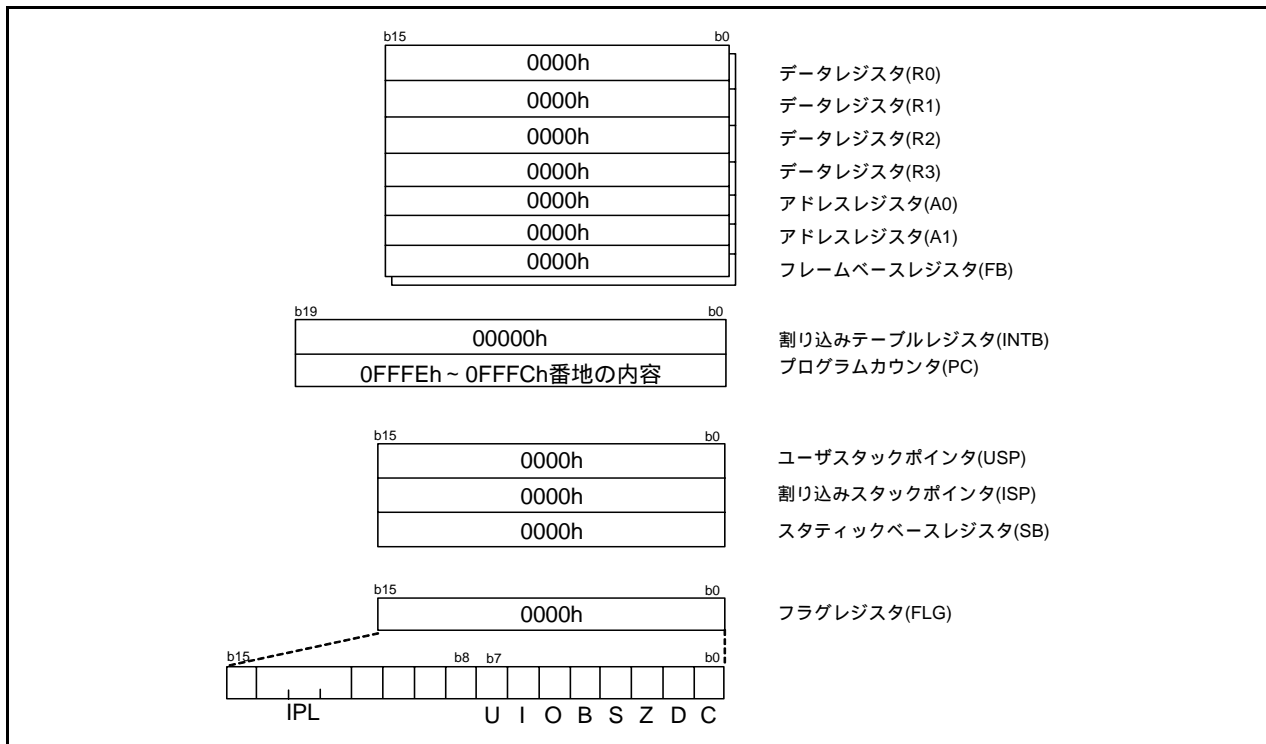 b15 b0
0000h データレジスタ(R0)
0000h データレジスタ(R1)
0000h データレジスタ(R2)
0000h データレジスタ(R3)
0000h アドレスレジスタ(A0)
0000h アドレスレジスタ(A1)
0000h フレームベースレジスタ(FB)
b19 b0
00000h 割り込みテーブルレジスタ(INTB)
0FFFEh ~ 0FFFCh番地の内容 プログラムカウンタ(PC)
b15 b0
0000h ユーザスタックポインタ(USP)
0000h 割り込みスタックポインタ(ISP)
0000h スタティックベースレジスタ(SB)
b15 b0
0000h フラグレジスタ(FLG)
b15 b8 b7 b0
IPL U I O B S Z D C